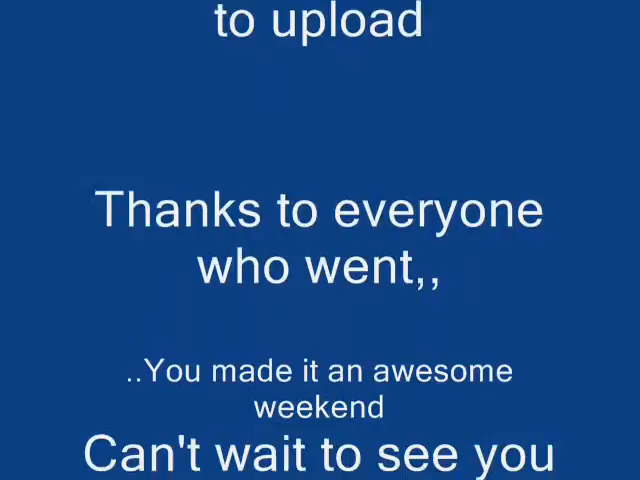 to upload
Thanks to everyone
who went,,
..You made it an awesome
weekend
Can't wait to see you